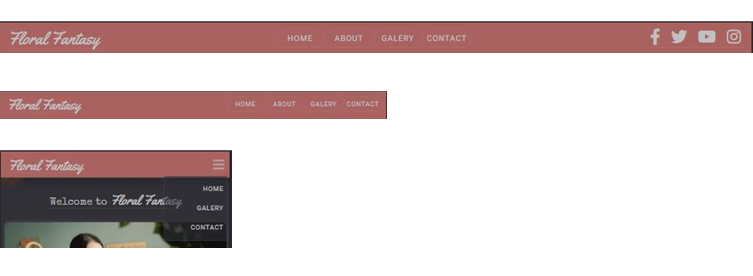 Floral Fantasy HOME ABOUT GALERY CONTACT
Floral Fantasy HOME ABOUT GALERY CONTACT
Floral Fantasy
HOME
Welcome to Floral Fantasy
GALERY
CONTACT